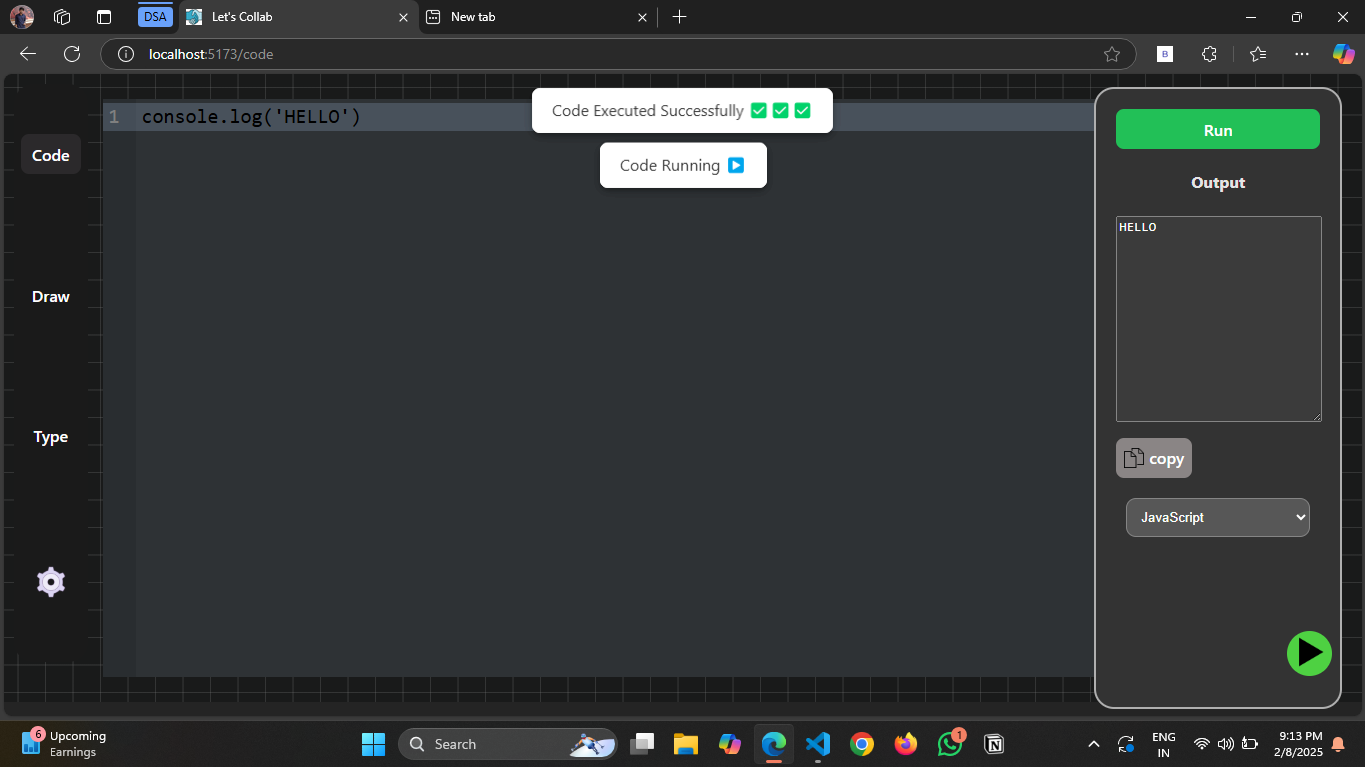 DSA
Let's Collab
New tab
localhost:5173/code
B
Code
Draw
Type
1 console.log('HELLO')
Code Executed Successfully ✅ ✅ ✅
Code Running ▶️
Run
Output
HELLO
copy
JavaScript
6
Upcoming
Earnings
Search
1
ENG
IN
9:13 PM
2/8/2025